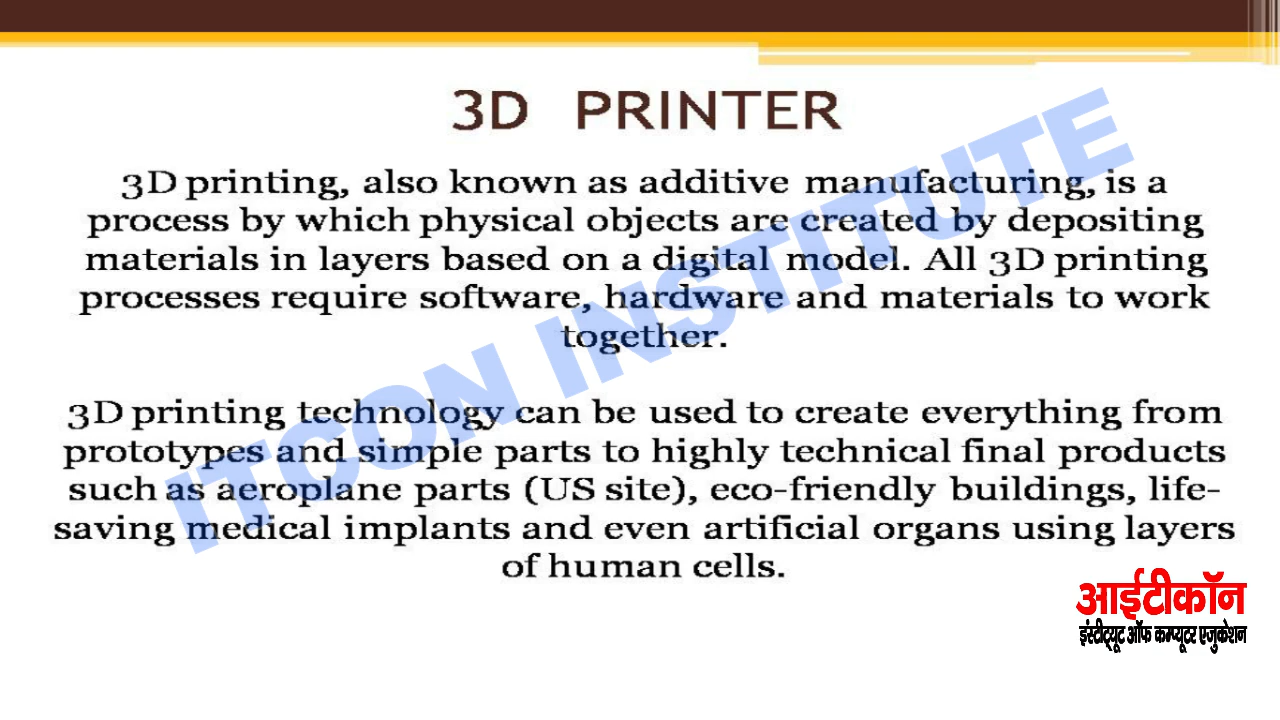 3D PRINTER
3D printing, also known as additive manufacturing, is a
process by which physical objects are created by depositing
materials in layers based on a digital model. All 3D printing
processes require software, hardware and materials to work
together.
3D printing technology can be used to create everything from
prototypes and simple parts to highly technical final products
such as aeroplane parts (US site), eco-friendly buildings, life-
saving medical implants and even artificial organs using layers
of human cells.
ITCON INSTITUTE
आईटीकॉन
इंस्टीट्यूट ऑफ कम्प्यूटर एजुकेशन